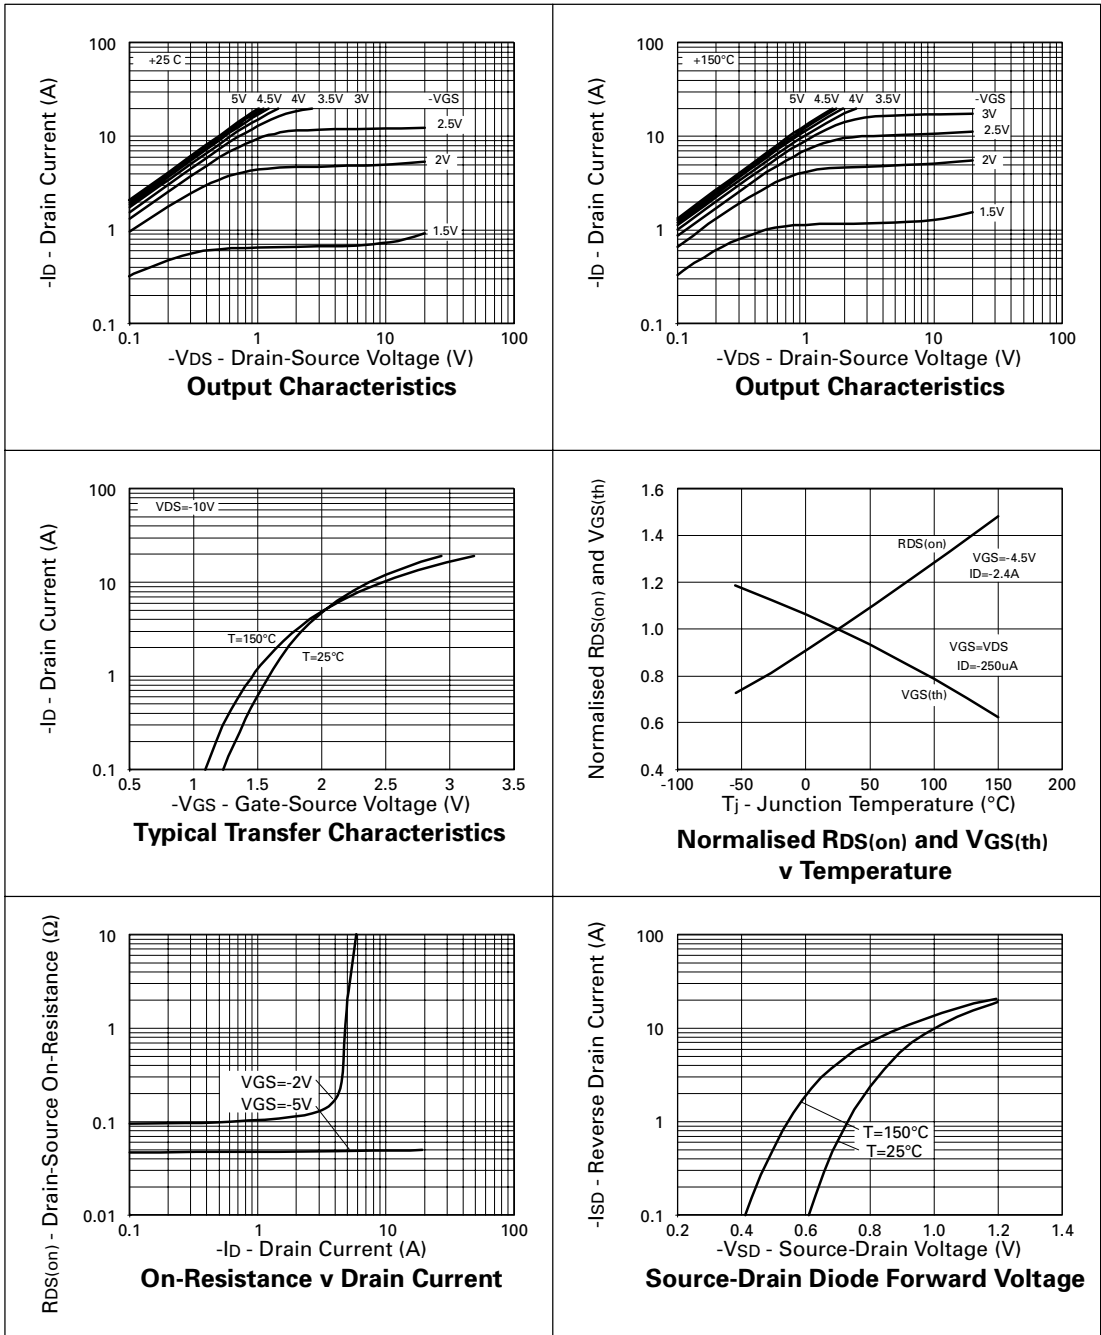 100
10
1
0.1
-ID - Drain Current (A)
+25 C
5V 4.5V 4V 3.5V 3V -VGS
2.5V
2V
1.5V
0.1 1 10 100
-VDS - Drain-Source Voltage (V)
Output Characteristics
100
10
1
0.1
-ID - Drain Current (A)
+150°C
5V 4.5V 4V 3.5V -VGS
3V
2.5V
2V
1.5V
0.1 1 10 100
-VDS - Drain-Source Voltage (V)
Output Characteristics
100
10
1
0.1
-ID - Drain Current (A)
VDS=-10V
T=150°C
T=25°C
0.5 1 1.5 2 2.5 3 3.5
-VGS - Gate-Source Voltage (V)
Typical Transfer Characteristics
1.6
1.4
1.2
1.0
0.8
0.6
0.4
Normalised RDS(on) and VGS(th)
RDS(on)
VGS=-4.5V
ID=-2.4A
VGS=VDS
ID=-250uA
VGS(th)
-100 -50 0 50 100 150 200
Tj - Junction Temperature (°C)
Normalised RDS(on) and VGS(th)
v Temperature
10
1
0.1
0.01
RDS(on) - Drain-Source On-Resistance (Ω)
VGS=-2V
VGS=-5V
0.1 1 10 100
-ID - Drain Current (A)
On-Resistance v Drain Current
100
10
1
0.1
-ISD - Reverse Drain Current (A)
T=150°C
T=25°C
0.2 0.4 0.6 0.8 1.0 1.2 1.4
-VSD - Source-Drain Voltage (V)
Source-Drain Diode Forward Voltage